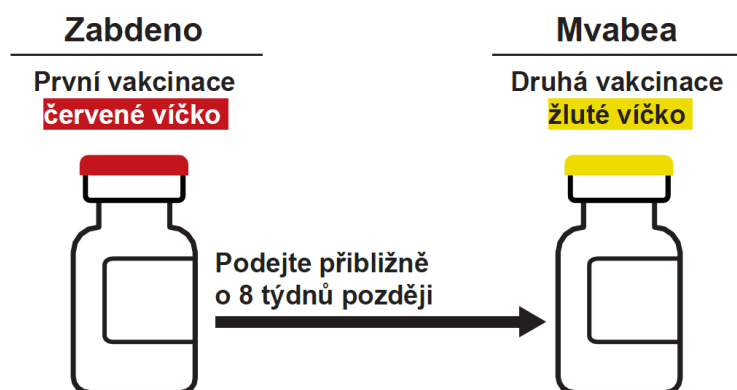 Zabdeno
První vakcinace
červené víčko
Mvabea
Druhá vakcinace
žluté víčko
Podejte přibližně
o 8 týdnů později